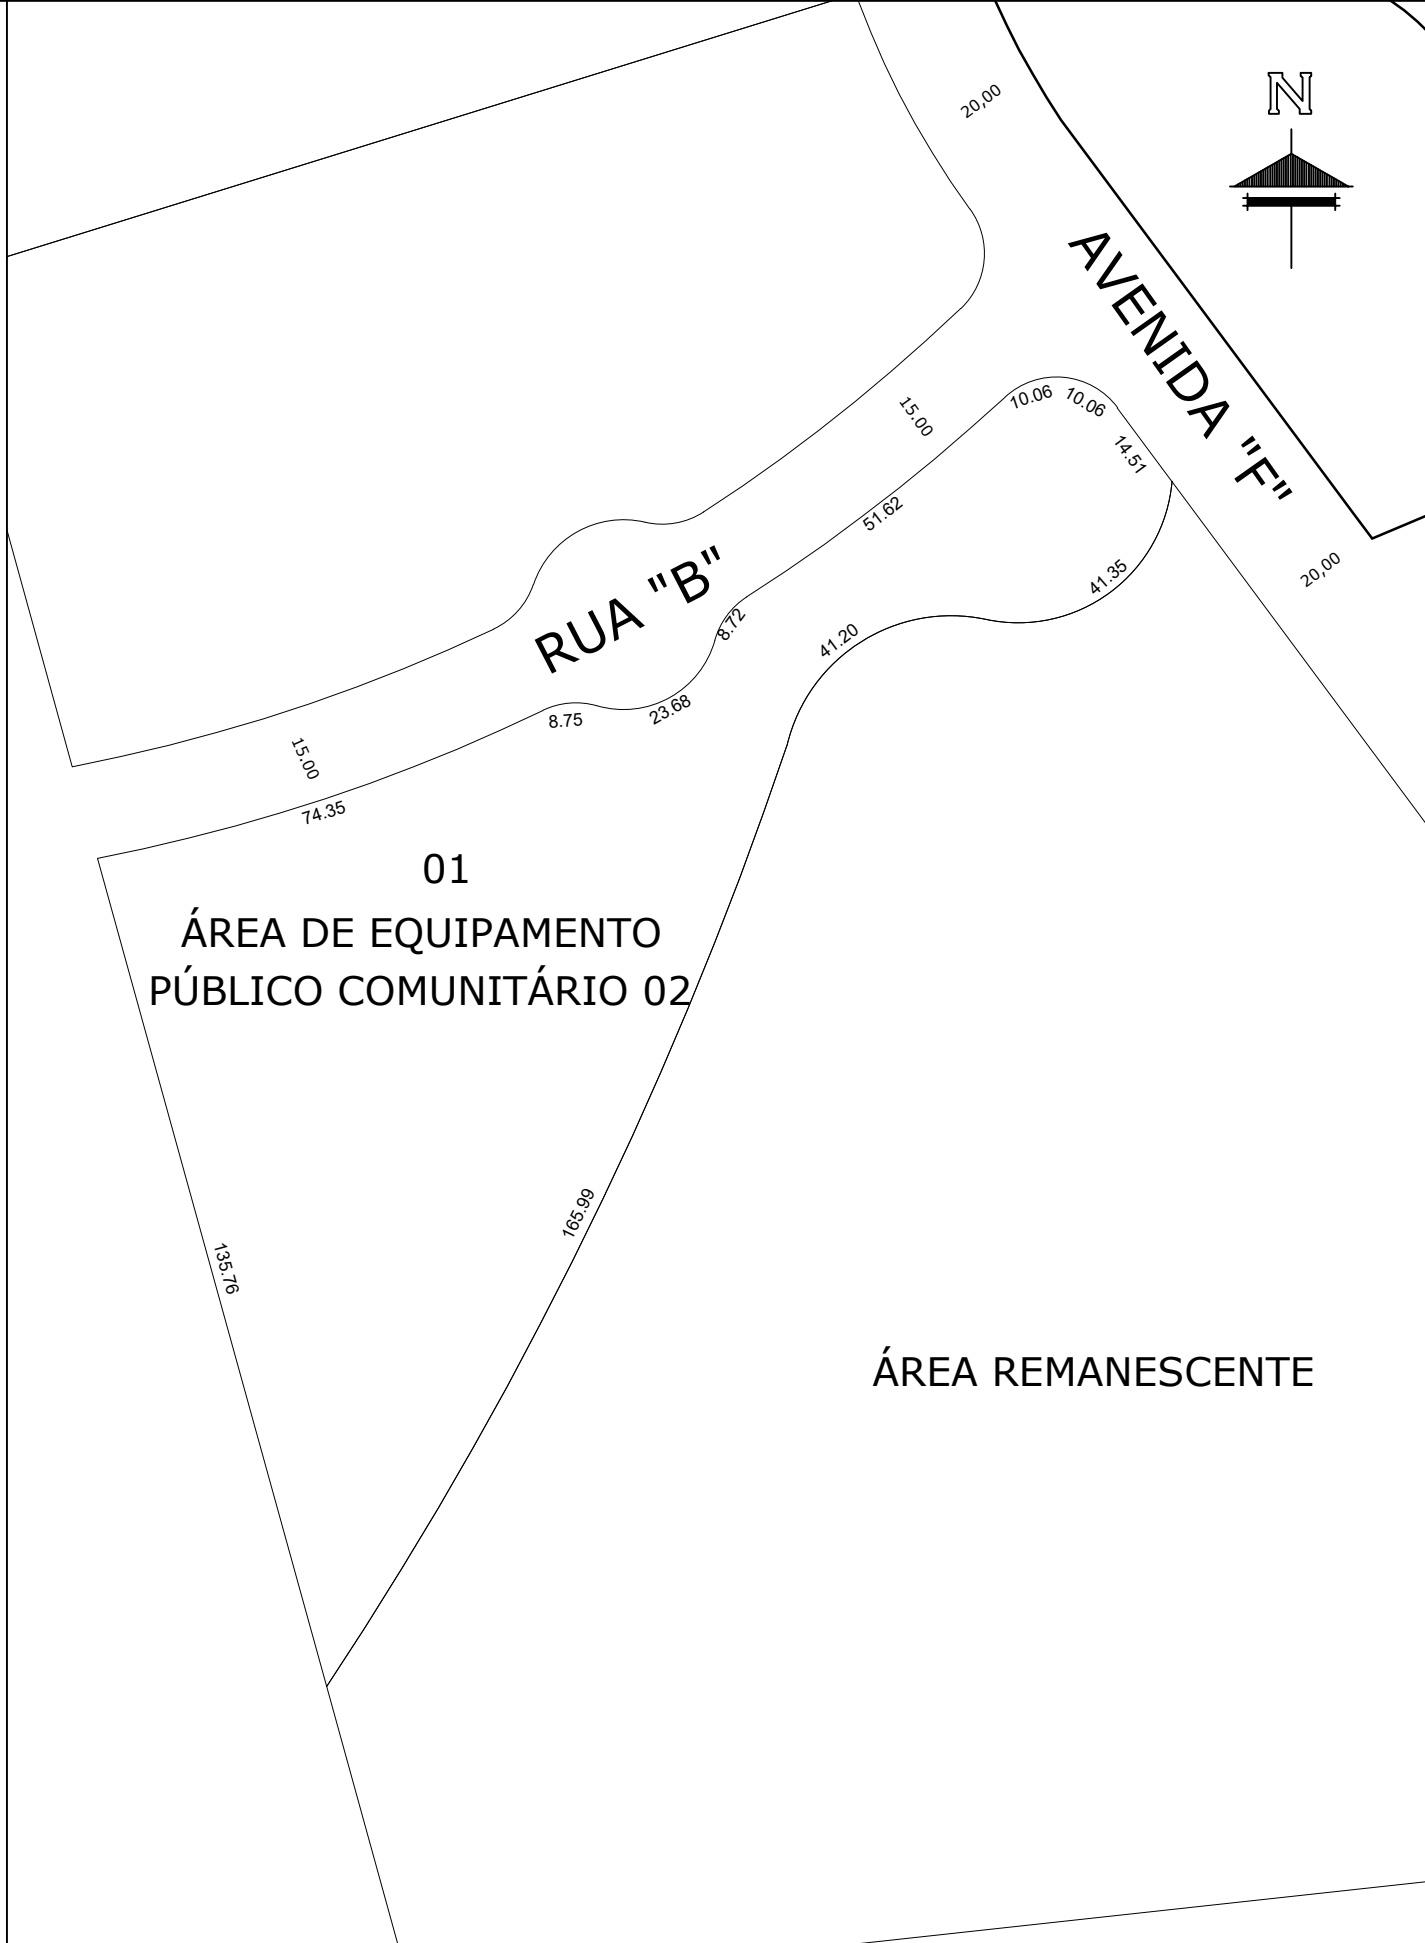 20,00
N
AVENIDA "F"
10.06
10.06
15.00
14.51
51.62
RUA "B"
20,00
41.35
8.72
41.20
23.68
8.75
15.00
74.35
01
ÁREA DE EQUIPAMENTO
PÚBLICO COMUNITÁRIO 02
165.99
135.76
ÁREA REMANESCENTE